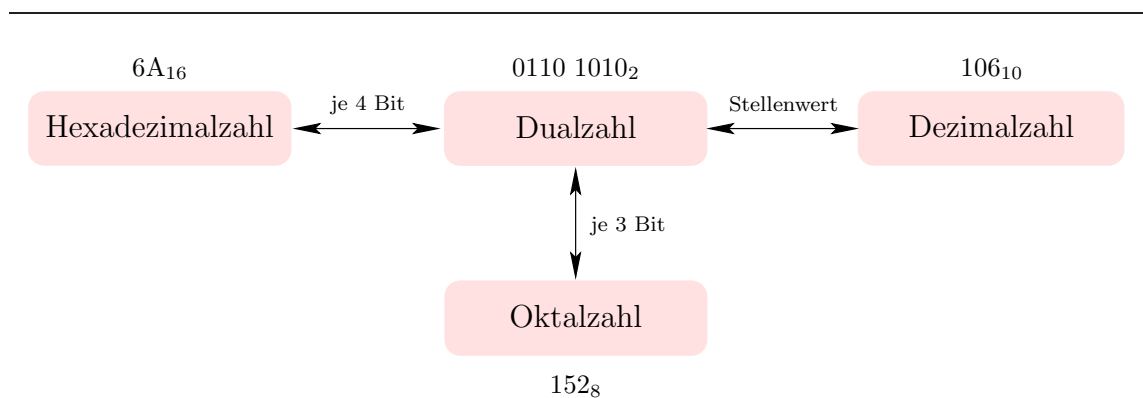 6A₁₆ 0110 1010₂ 106₁₀
je 4 Bit Stellenwert
Hexadezimalzahl Dualzahl Dezimalzahl
je 3 Bit
Oktalzahl
152₈